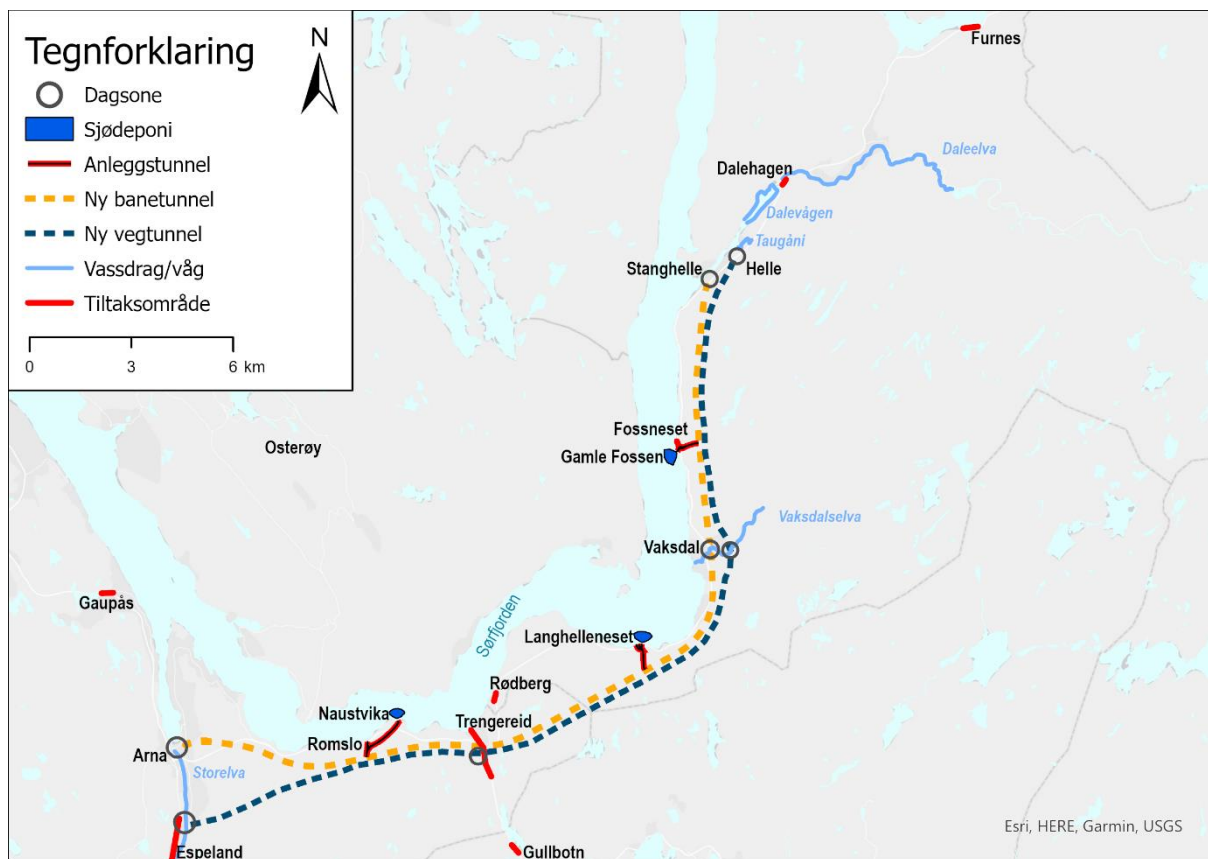 Tegnforklaring
N
Dagsone
Sjødeponi
Anleggstunnel
Ny banetunnel
Ny vegtunnel
Vassdrag/våg
Tiltaksområde
0 3 6 km
Furnes
Daleelva
Dalehagen
Dalevågen
Taugåni
Stanghelle
Helle
Fossneset
Osterøy
Gamle Fossen
Vaksdalselva
Vaksdal
Gaupås
Sørfjorden
Langhelleneset
Rødberg
Naustvika
Trengereid
Romslo
Arna
Storelva
Esri, HERE, Garmin, USGS
Espeland
Gullbotn